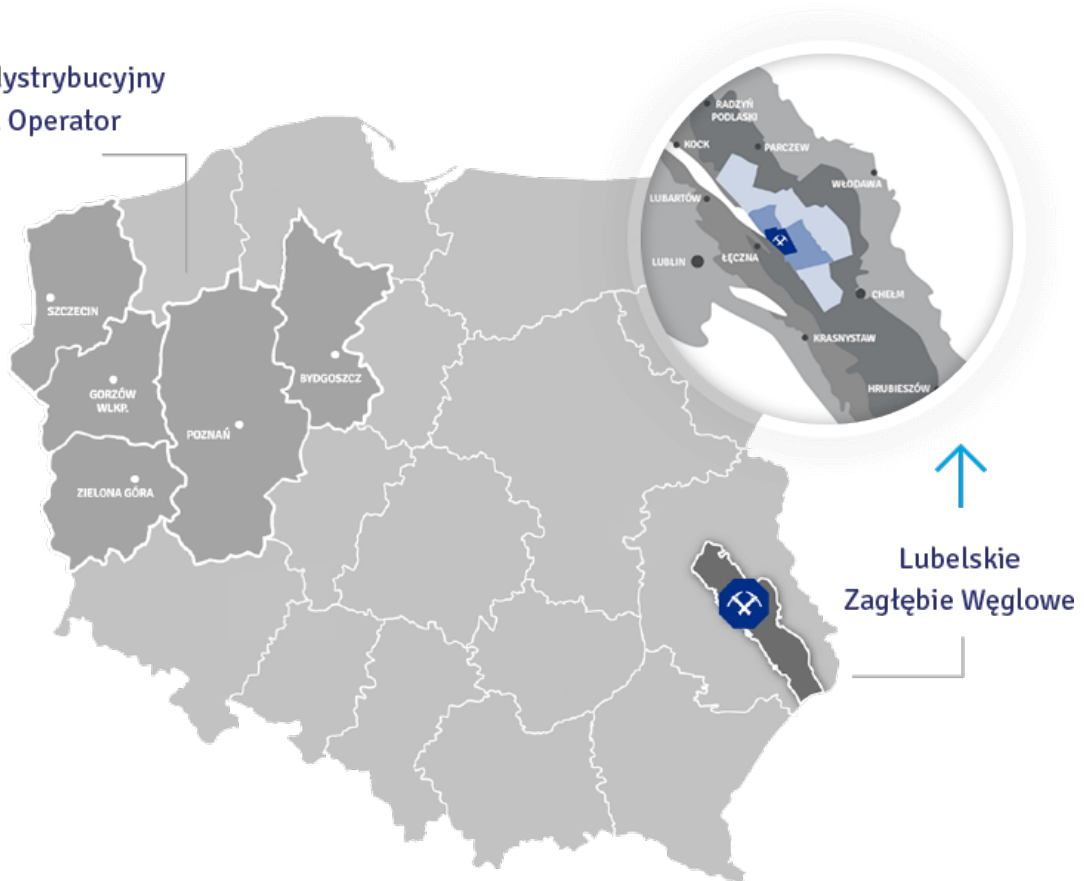 ystrybucyjny
Operator
RADZYŃ
PODLASKI
KOCK
PARCZEW
WŁODAWA
LUBARTÓW
LUBLIN
ŁĘCZNA
CHEŁM
KRASNYSTAW
HRUBIESZÓW
SZCZECIN
GORZÓW
WLKP.
BYDGOSZCZ
POZNAŃ
ZIELONA GÓRA
Lubelskie
Zagłębie Węglowe